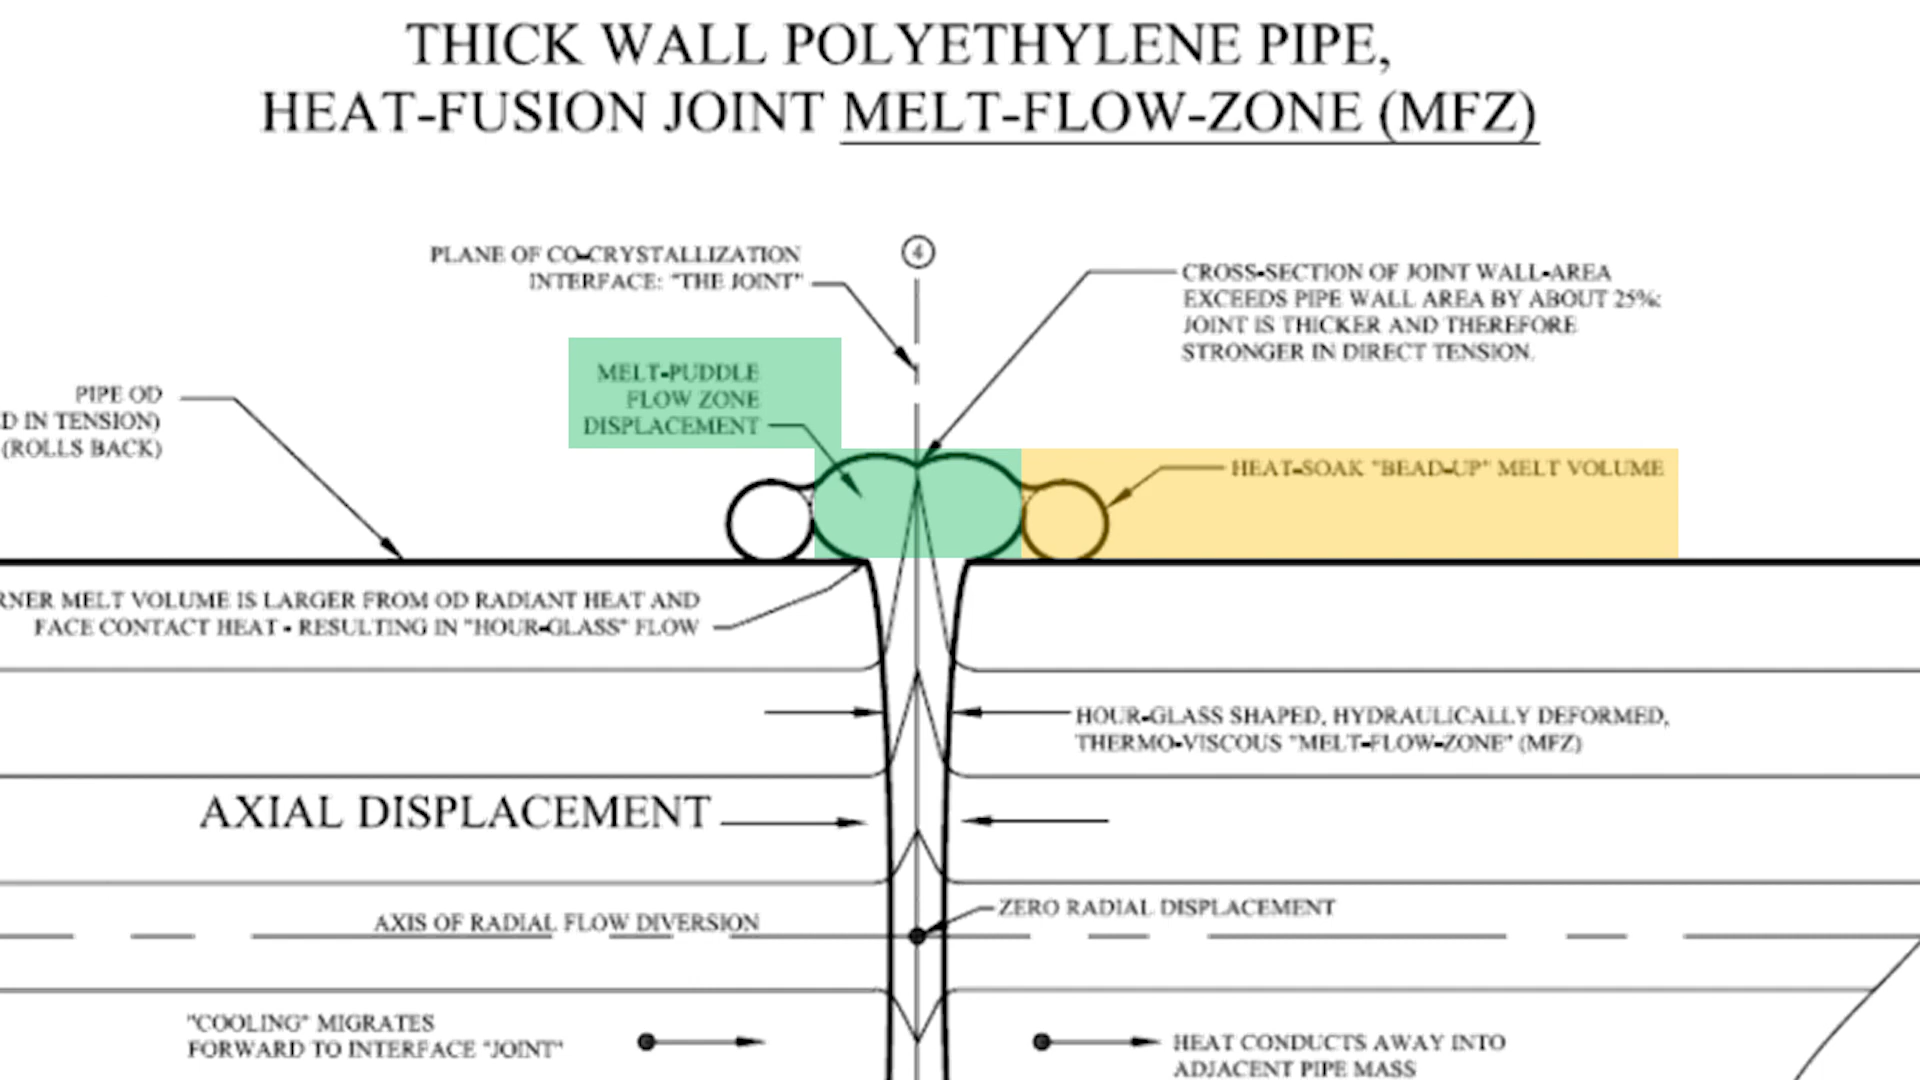 THICK WALL POLYETHYLENE PIPE,
HEAT-FUSION JOINT MELT-FLOW-ZONE (MFZ)
4
PLANE OF CO-CRYSTALLIZATION
INTERFACE: "THE JOINT"
CROSS-SECTION OF JOINT WALL-AREA
EXCEEDS PIPE WALL AREA BY ABOUT 25%:
JOINT IS THICKER AND THEREFORE
STRONGER IN DIRECT TENSION.
MELT-PUDDLE
FLOW ZONE
DISPLACEMENT
PIPE OD
D IN TENSION)
(ROLLS BACK)
HEAT-SOAK "BEAD-UP" MELT VOLUME
RNER MELT VOLUME IS LARGER FROM OD RADIANT HEAT AND
FACE CONTACT HEAT - RESULTING IN "HOUR-GLASS" FLOW
HOUR-GLASS SHAPED, HYDRAULICALLY DEFORMED,
THERMO-VISCOUS "MELT-FLOW-ZONE" (MFZ)
AXIAL DISPLACEMENT
AXIS OF RADIAL FLOW DIVERSION
ZERO RADIAL DISPLACEMENT
"COOLING" MIGRATES
FORWARD TO INTERFACE "JOINT"
HEAT CONDUCTS AWAY INTO
ADJACENT PIPE MASS